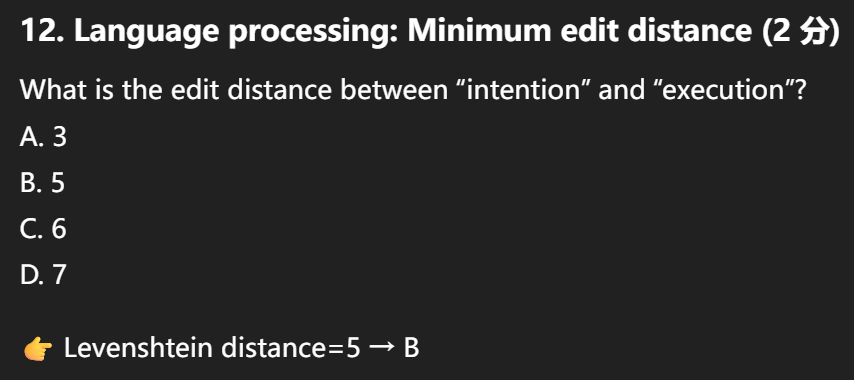 12. Language processing: Minimum edit distance (2 分)
What is the edit distance between “intention” and “execution”?
A. 3
B. 5
C. 6
D. 7
👉 Levenshtein distance=5 → B